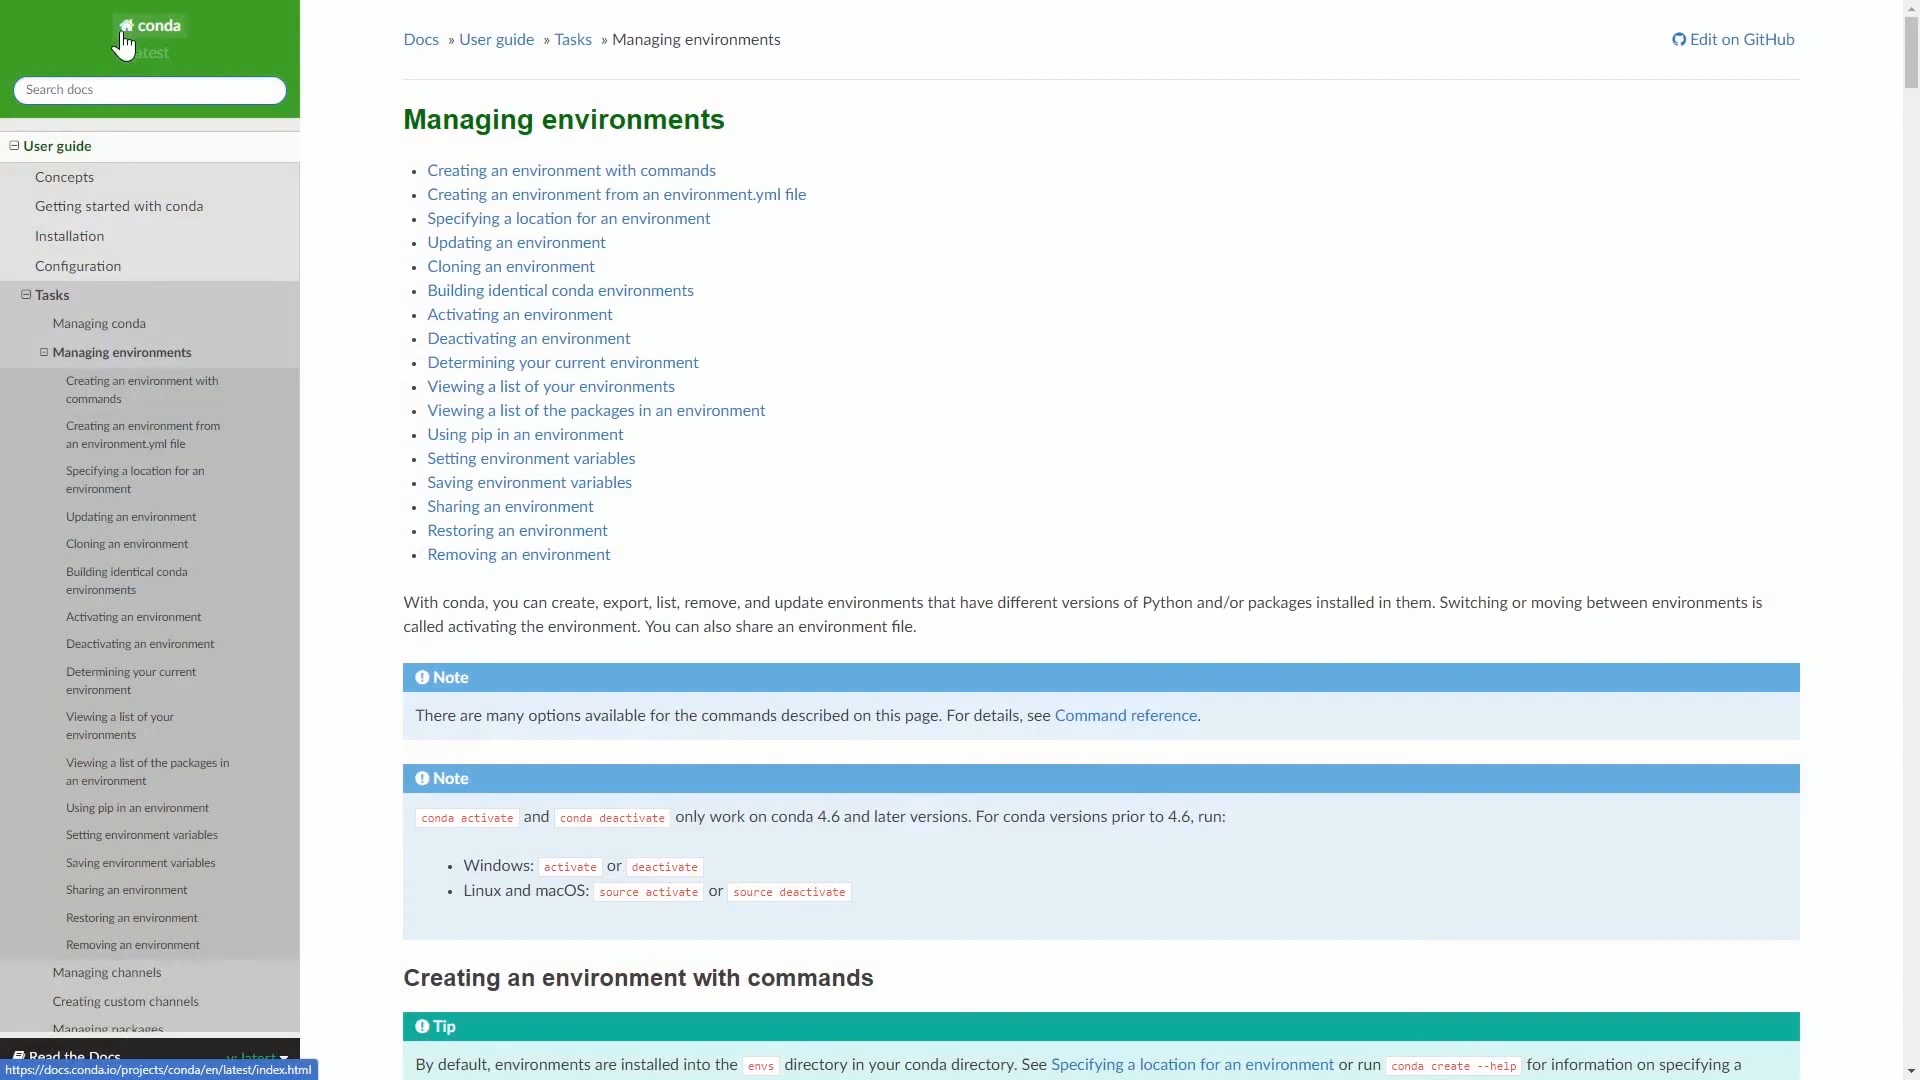 conda
latest
Search docs
User guide
Concepts
Getting started with conda
Installation
Configuration
Tasks
Managing conda
Managing environments
Creating an environment with
commands
Creating an environment from
an environment.yml file
Specifying a location for an
environment
Updating an environment
Cloning an environment
Building identical conda
environments
Activating an environment
Deactivating an environment
Determining your current
environment
Viewing a list of your
environments
Viewing a list of the packages in
an environment
Using pip in an environment
Setting environment variables
Saving environment variables
Sharing an environment
Restoring an environment
Removing an environment
Managing channels
Creating custom channels
Managing packages
Read the Docs v: latest
https://docs.conda.io/projects/conda/en/latest/index.html
Docs » User guide » Tasks » Managing environments
Edit on GitHub
Managing environments
• Creating an environment with commands
• Creating an environment from an environment.yml file
• Specifying a location for an environment
• Updating an environment
• Cloning an environment
• Building identical conda environments
• Activating an environment
• Deactivating an environment
• Determining your current environment
• Viewing a list of your environments
• Viewing a list of the packages in an environment
• Using pip in an environment
• Setting environment variables
• Saving environment variables
• Sharing an environment
• Restoring an environment
• Removing an environment
With conda, you can create, export, list, remove, and update environments that have different versions of Python and/or packages installed in them. Switching or moving between environments is
called activating the environment. You can also share an environment file.
Note
There are many options available for the commands described on this page. For details, see Command reference.
Note
conda activate and conda deactivate only work on conda 4.6 and later versions. For conda versions prior to 4.6, run:
• Windows: activate or deactivate
• Linux and macOS: source activate or source deactivate
Creating an environment with commands
Tip
By default, environments are installed into the envs directory in your conda directory. See Specifying a location for an environment or run conda create --help for information on specifying a